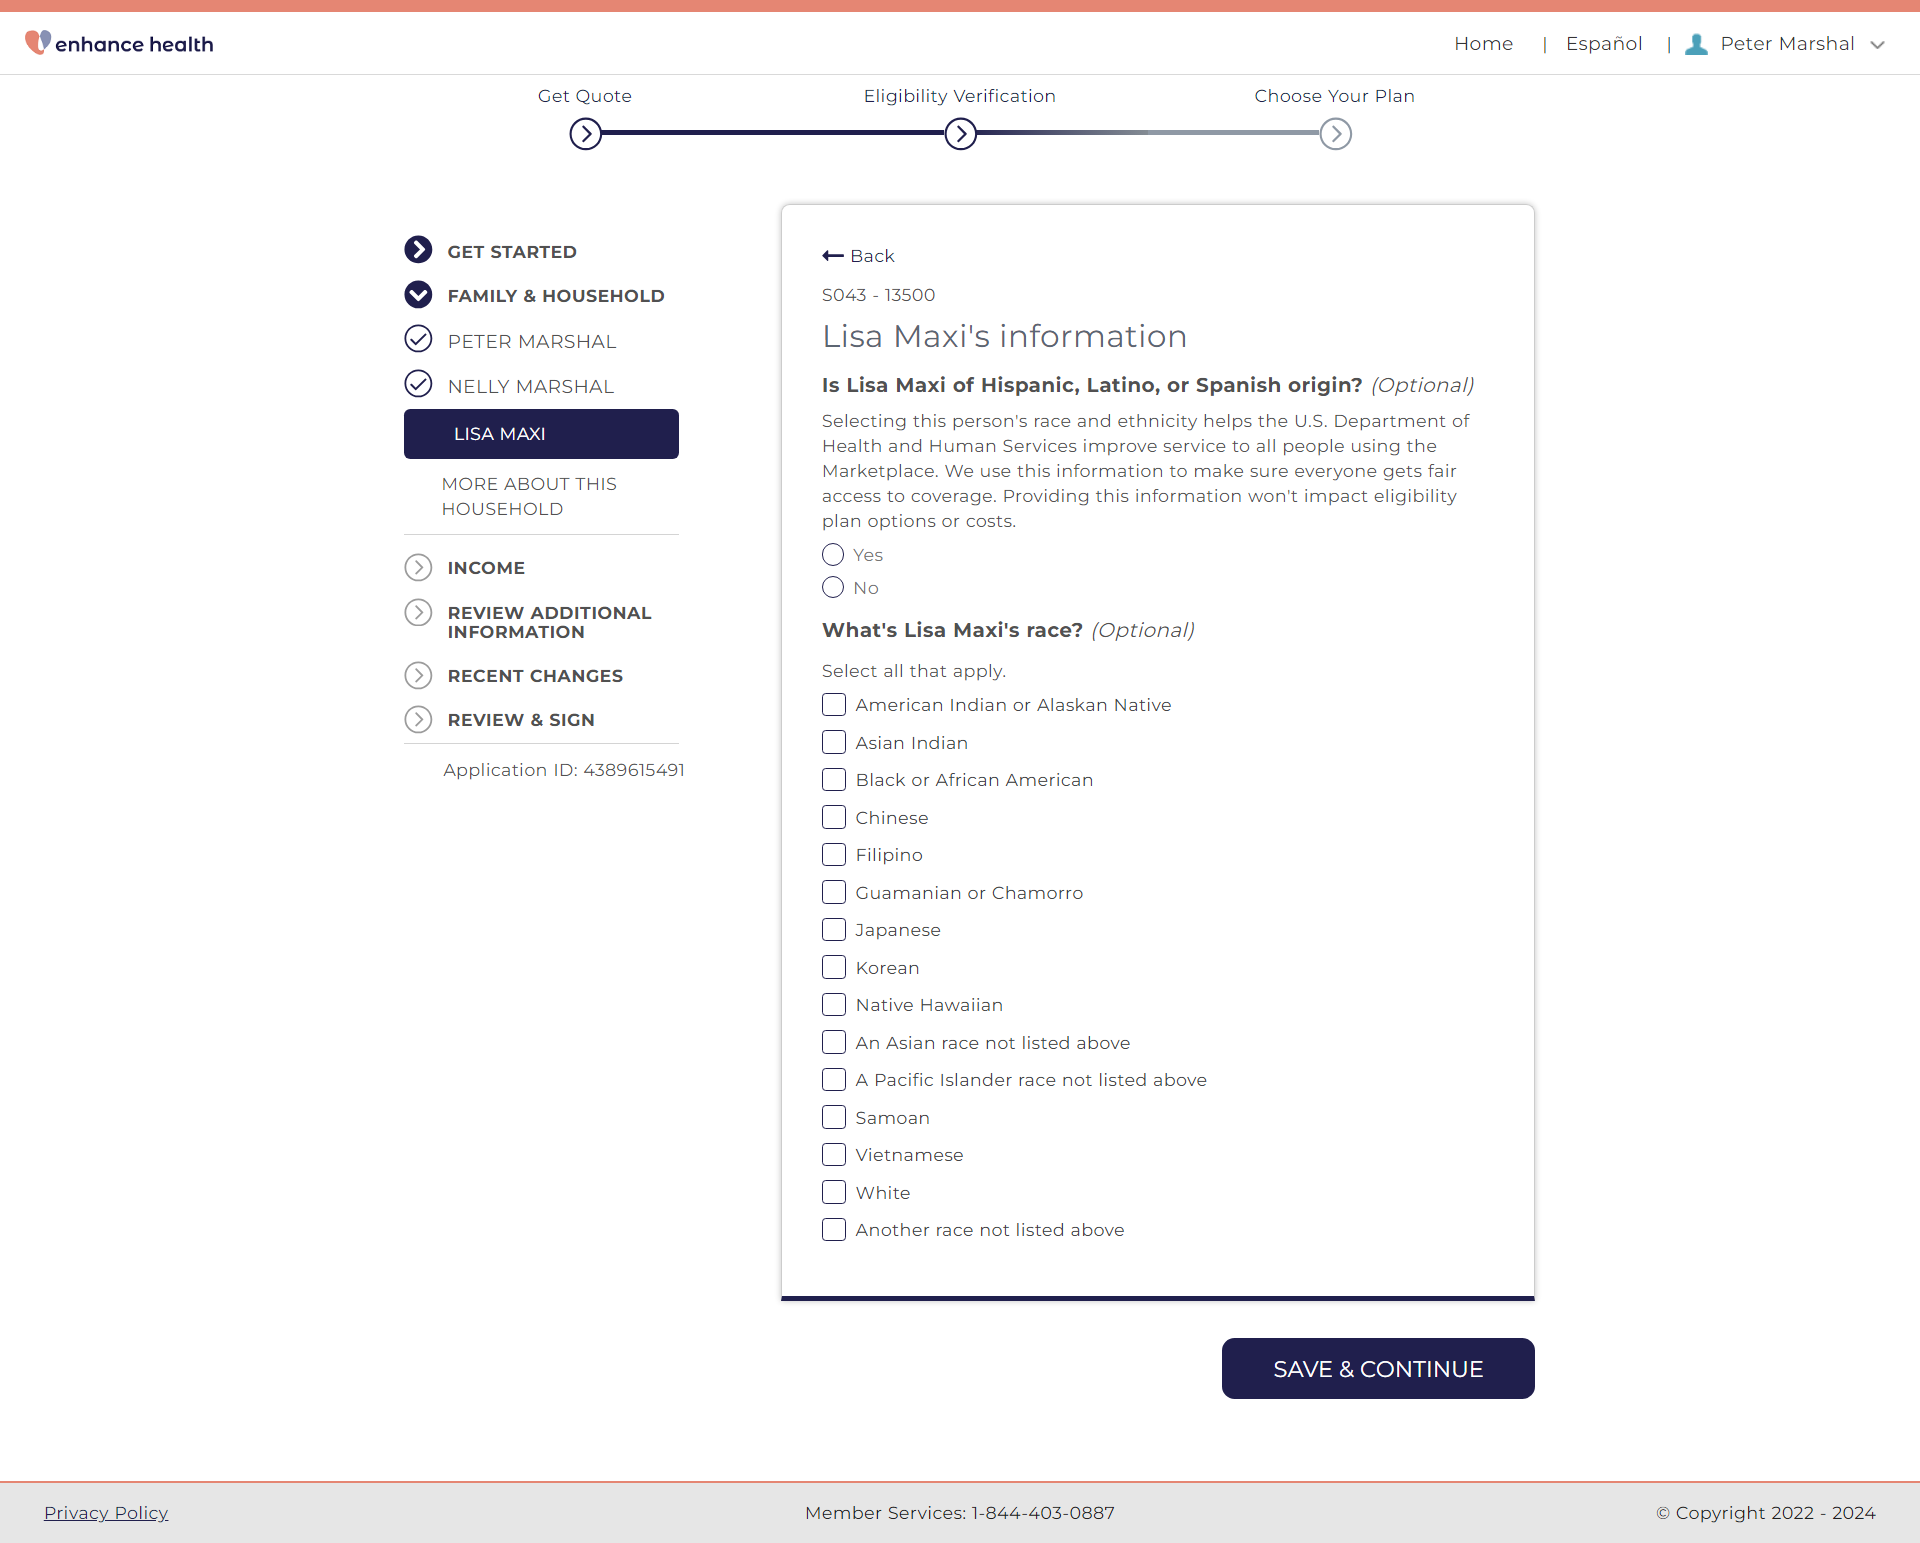 enhance health
Home | Español | Peter Marshal
Get Quote
Eligibility Verification
Choose Your Plan
GET STARTED
FAMILY & HOUSEHOLD
PETER MARSHAL
NELLY MARSHAL
LISA MAXI
MORE ABOUT THIS
HOUSEHOLD
INCOME
REVIEW ADDITIONAL
INFORMATION
RECENT CHANGES
REVIEW & SIGN
Application ID: 4389615491
Back
S043 - 13500
Lisa Maxi's information
Is Lisa Maxi of Hispanic, Latino, or Spanish origin? (Optional)
Selecting this person's race and ethnicity helps the U.S. Department of
Health and Human Services improve service to all people using the
Marketplace. We use this information to make sure everyone gets fair
access to coverage. Providing this information won't impact eligibility
plan options or costs.
Yes
No
What's Lisa Maxi's race? (Optional)
Select all that apply.
American Indian or Alaskan Native
Asian Indian
Black or African American
Chinese
Filipino
Guamanian or Chamorro
Japanese
Korean
Native Hawaiian
An Asian race not listed above
A Pacific Islander race not listed above
Samoan
Vietnamese
White
Another race not listed above
SAVE & CONTINUE
Privacy Policy
Member Services: 1-844-403-0887
© Copyright 2022 - 2024